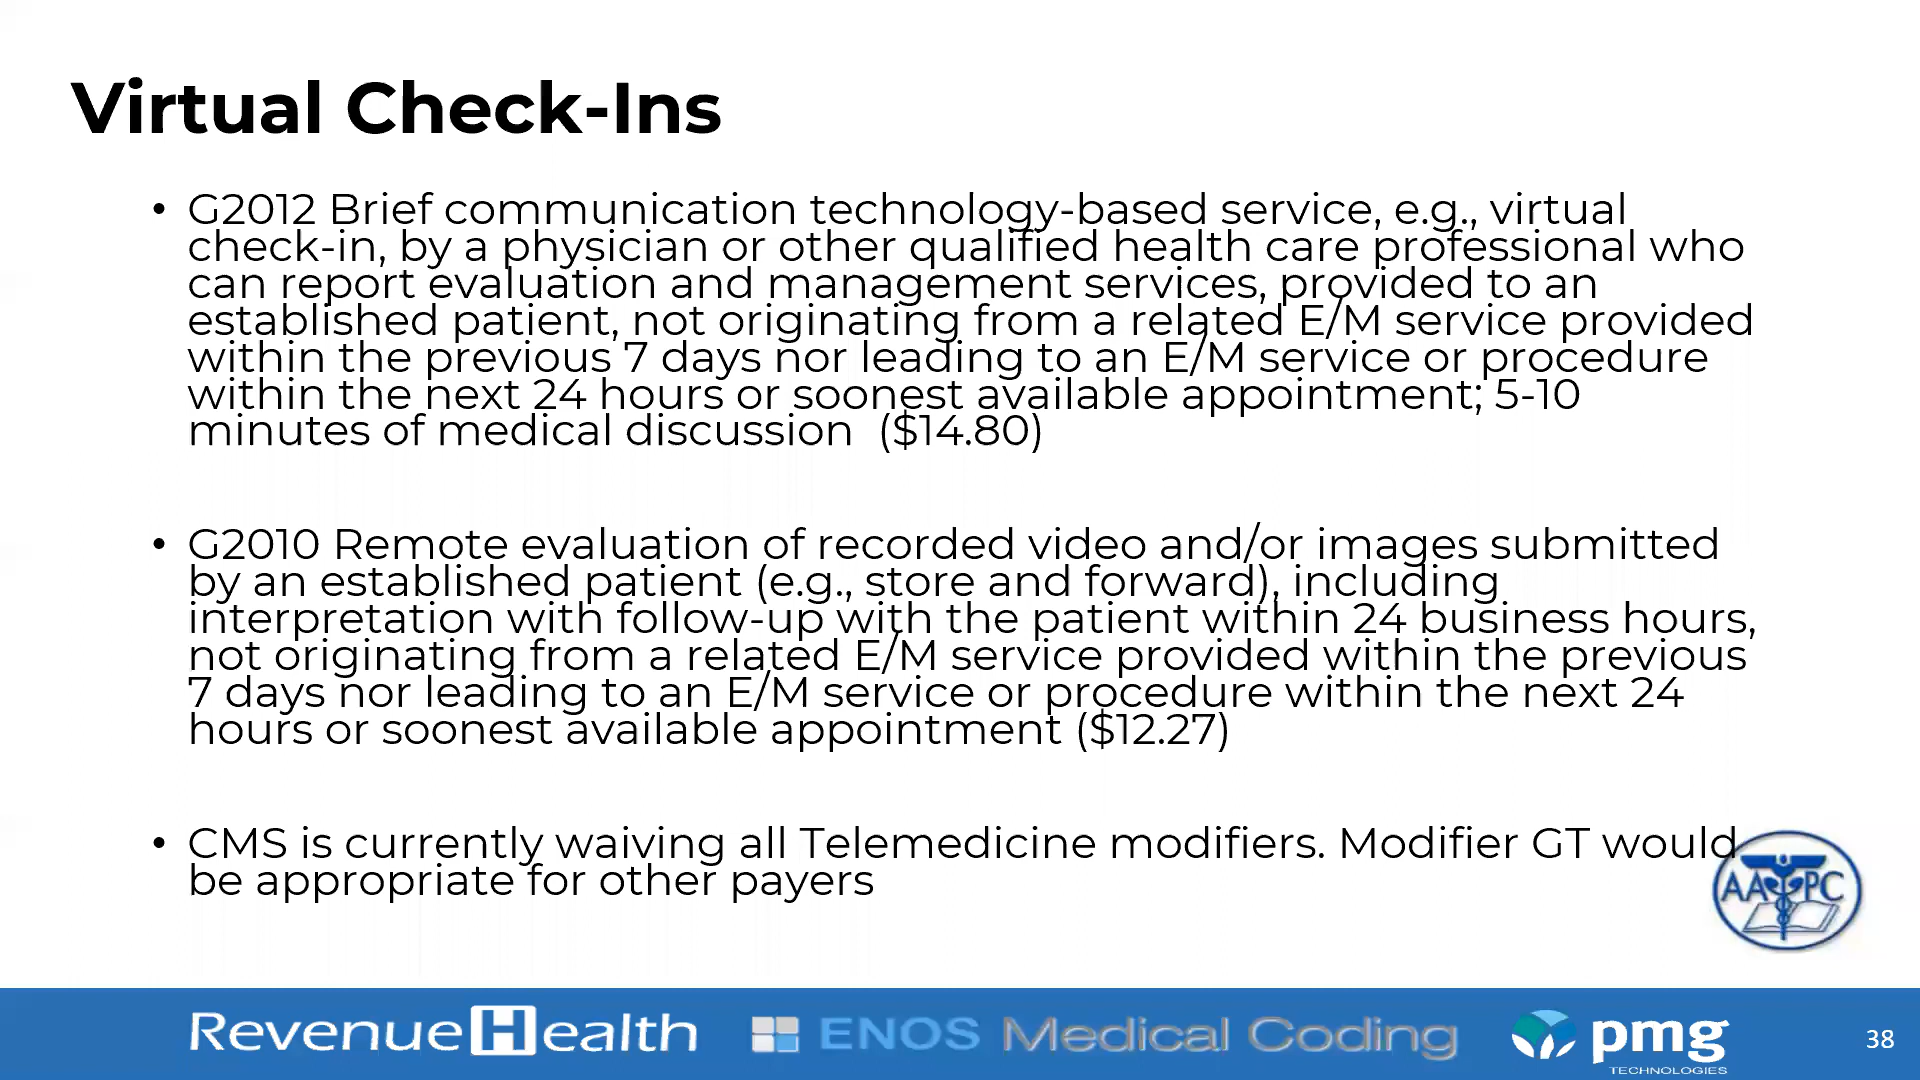 Virtual Check-Ins
• G2012 Brief communication technology-based service, e.g., virtual
check-in, by a physician or other qualified health care professional who
can report evaluation and management services, provided to an
established patient, not originating from a related E/M service provided
within the previous 7 days nor leading to an E/M service or procedure
within the next 24 hours or soonest available appointment; 5-10
minutes of medical discussion  ($14.80)
• G2010 Remote evaluation of recorded video and/or images submitted
by an established patient (e.g., store and forward), including
interpretation with follow-up with the patient within 24 business hours,
not originating from a related E/M service provided within the previous
7 days nor leading to an E/M service or procedure within the next 24
hours or soonest available appointment ($12.27)
• CMS is currently waiving all Telemedicine modifiers. Modifier GT would
be appropriate for other payers
AAPC
RevenueHealth
ENOS Medical Coding
pmg
TECHNOLOGIES
38